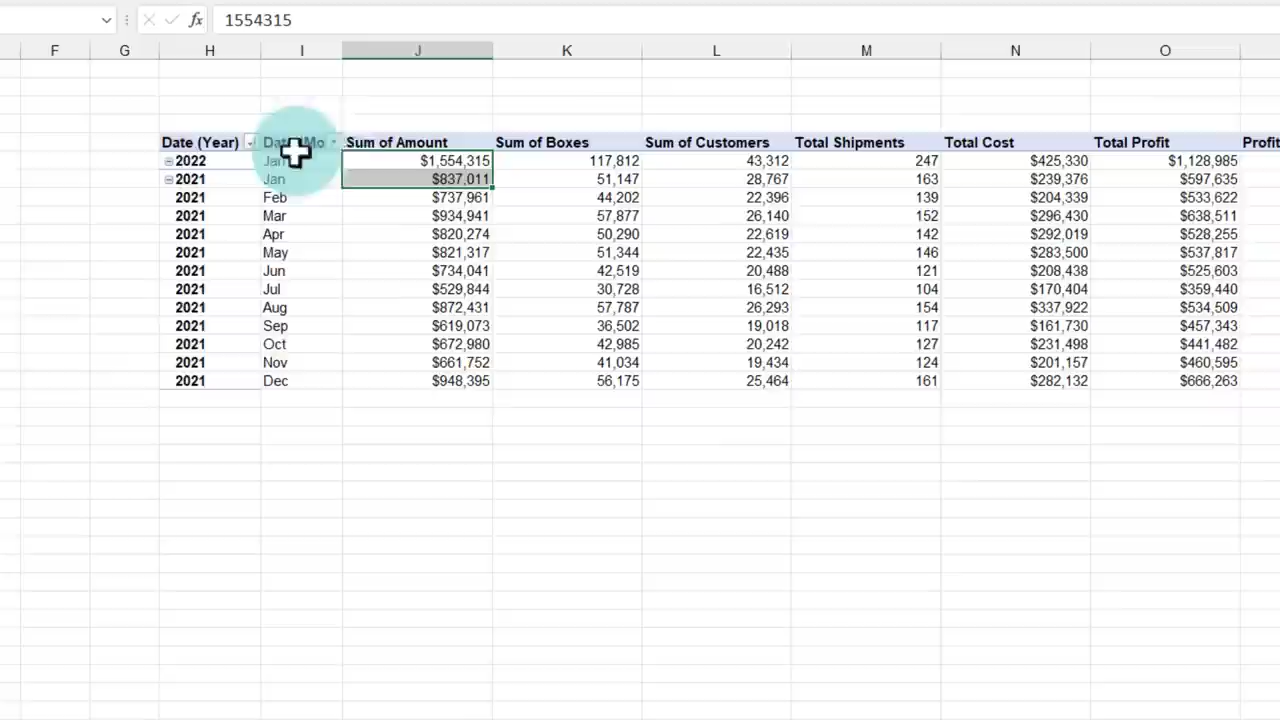 fx 1554315
F G H I J K L M N O
Date (Year) Sum of Amount Sum of Boxes Sum of Customers Total Shipments Total Cost Total Profit Profit
2022 Jan $1,554,315 117,812 43,312 247 $425,330 $1,128,985
2021 Jan $837,011 51,147 28,767 163 $239,376 $597,635
2021 Feb $737,961 44,202 22,396 139 $204,339 $533,622
2021 Mar $934,941 57,877 26,140 152 $296,430 $638,511
2021 Apr $820,274 50,290 22,619 142 $292,019 $528,255
2021 May $821,317 51,344 22,435 146 $283,500 $537,817
2021 Jun $734,041 42,519 20,488 121 $208,438 $525,603
2021 Jul $529,844 30,728 16,512 104 $170,404 $359,440
2021 Aug $872,431 57,787 26,293 154 $337,922 $534,509
2021 Sep $619,073 36,502 19,018 117 $161,730 $457,343
2021 Oct $672,980 42,985 20,242 127 $231,498 $441,482
2021 Nov $661,752 41,034 19,434 124 $201,157 $460,595
2021 Dec $948,395 56,175 25,464 161 $282,132 $666,263